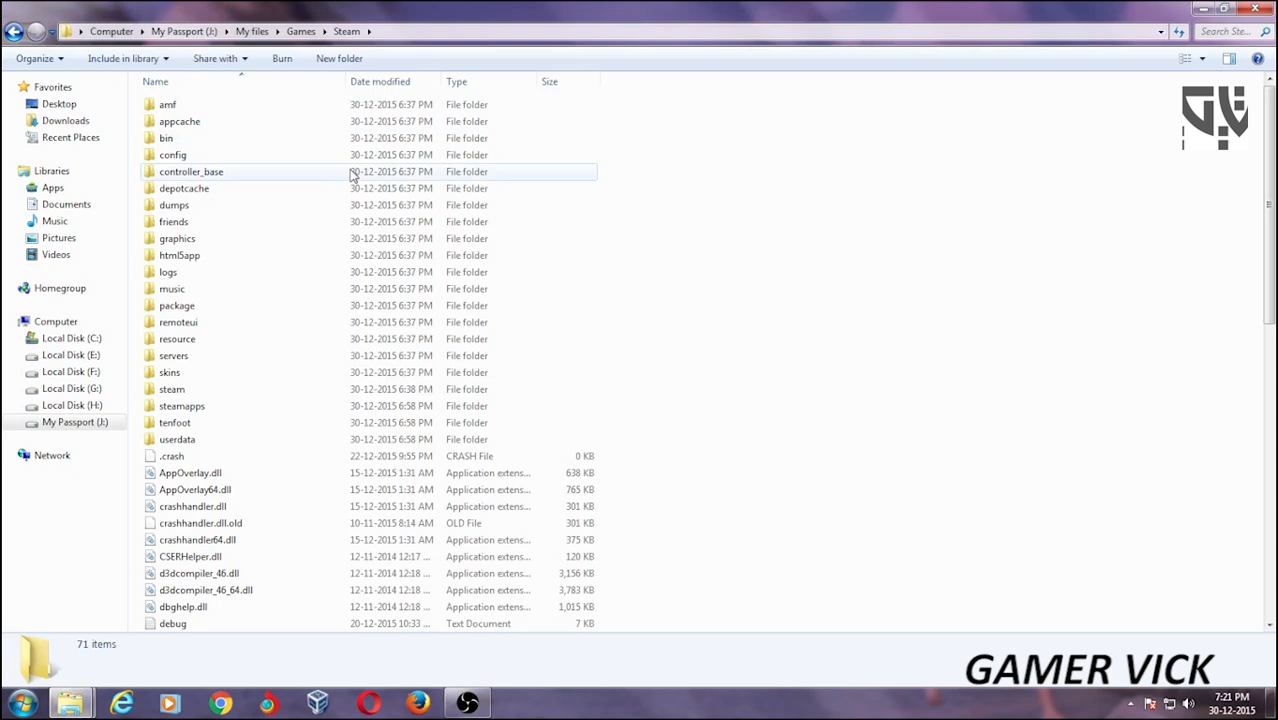 Computer My Passport (J:) My files Games Steam Search Ste...
Organize Include in library Share with Burn New folder
Name Date modified Type Size
Favorites
Desktop
Downloads
Recent Places
Libraries
Apps
Documents
Music
Pictures
Videos
Homegroup
Computer
Local Disk (C:)
Local Disk (E:)
Local Disk (F:)
Local Disk (G:)
Local Disk (H:)
My Passport (J:)
Network
amf 30-12-2015 6:37 PM File folder
appcache 30-12-2015 6:37 PM File folder
bin 30-12-2015 6:37 PM File folder
config 30-12-2015 6:37 PM File folder
controller_base 30-12-2015 6:37 PM File folder
depotcache 30-12-2015 6:37 PM File folder
dumps 30-12-2015 6:37 PM File folder
friends 30-12-2015 6:37 PM File folder
graphics 30-12-2015 6:37 PM File folder
html5app 30-12-2015 6:37 PM File folder
logs 30-12-2015 6:37 PM File folder
music 30-12-2015 6:37 PM File folder
package 30-12-2015 6:37 PM File folder
remoteui 30-12-2015 6:37 PM File folder
resource 30-12-2015 6:37 PM File folder
servers 30-12-2015 6:37 PM File folder
skins 30-12-2015 6:37 PM File folder
steam 30-12-2015 6:38 PM File folder
steamapps 30-12-2015 6:58 PM File folder
tenfoot 30-12-2015 6:58 PM File folder
userdata 30-12-2015 6:58 PM File folder
.crash 22-12-2015 9:55 PM CRASH File 0 KB
AppOverlay.dll 15-12-2015 1:31 AM Application extens... 638 KB
AppOverlay64.dll 15-12-2015 1:31 AM Application extens... 765 KB
crashhandler.dll 15-12-2015 1:31 AM Application extens... 301 KB
crashhandler.dll.old 10-11-2015 8:14 AM OLD File 301 KB
crashhandler64.dll 15-12-2015 1:31 AM Application extens... 375 KB
CSERHelper.dll 12-11-2014 12:17 ... Application extens... 120 KB
d3dcompiler_46.dll 12-11-2014 12:18 ... Application extens... 3,156 KB
d3dcompiler_46_64.dll 12-11-2014 12:18 ... Application extens... 3,783 KB
dbghelp.dll 12-11-2014 12:18 ... Application extens... 1,015 KB
debug 20-12-2015 10:33 ... Text Document 7 KB
71 items
GAMER VICK
7:21 PM
30-12-2015